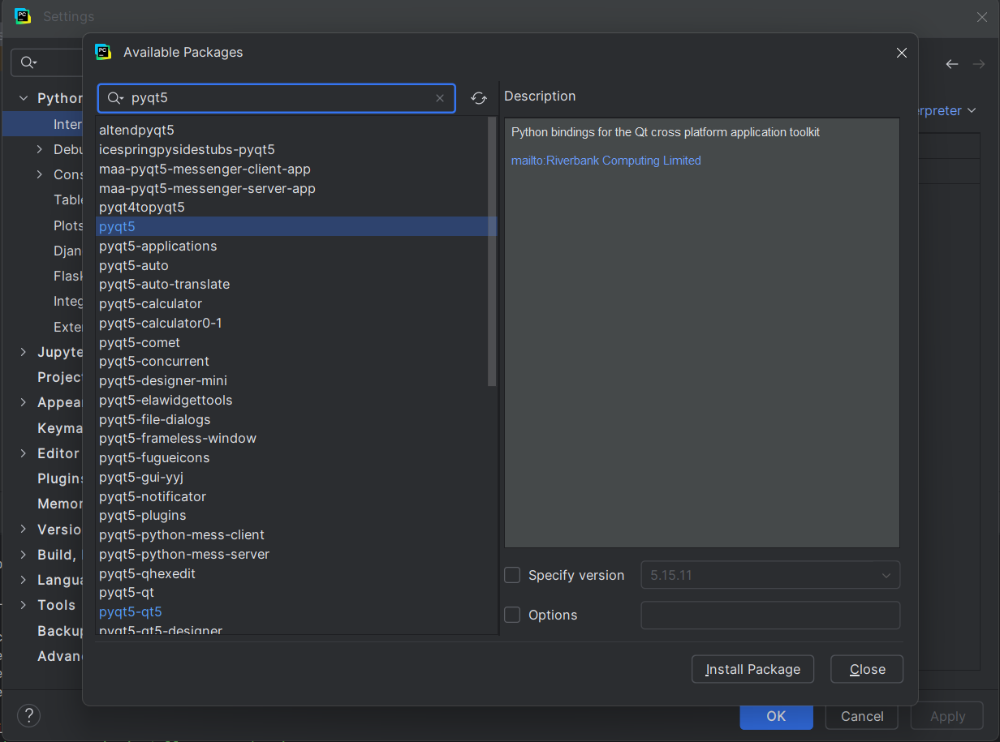 Settings
Available Packages
pyqt5
Description
Python
Inter
erpreter
Debu
Cons
Table
Plots
Djan
Flask
Integ
Exte
Jupyte
Project
Appear
Keyma
Editor
Plugins
Memor
Versio
Build,
Langua
Tools
Backup
Advan
altendpyqt5
icespringpysidestubs-pyqt5
maa-pyqt5-messenger-client-app
maa-pyqt5-messenger-server-app
pyqt4topyqt5
pyqt5
pyqt5-applications
pyqt5-auto
pyqt5-auto-translate
pyqt5-calculator
pyqt5-calculator0-1
pyqt5-comet
pyqt5-concurrent
pyqt5-designer-mini
pyqt5-elawidgettools
pyqt5-file-dialogs
pyqt5-frameless-window
pyqt5-fugueicons
pyqt5-gui-yyj
pyqt5-notificator
pyqt5-plugins
pyqt5-python-mess-client
pyqt5-python-mess-server
pyqt5-qhexedit
pyqt5-qt
pyqt5-qt5
pyqt5-qt5-designer
Python bindings for the Qt cross platform application toolkit
mailto:Riverbank Computing Limited
Specify version
5.15.11
Options
Install Package
Close
?
OK
Cancel
Apply